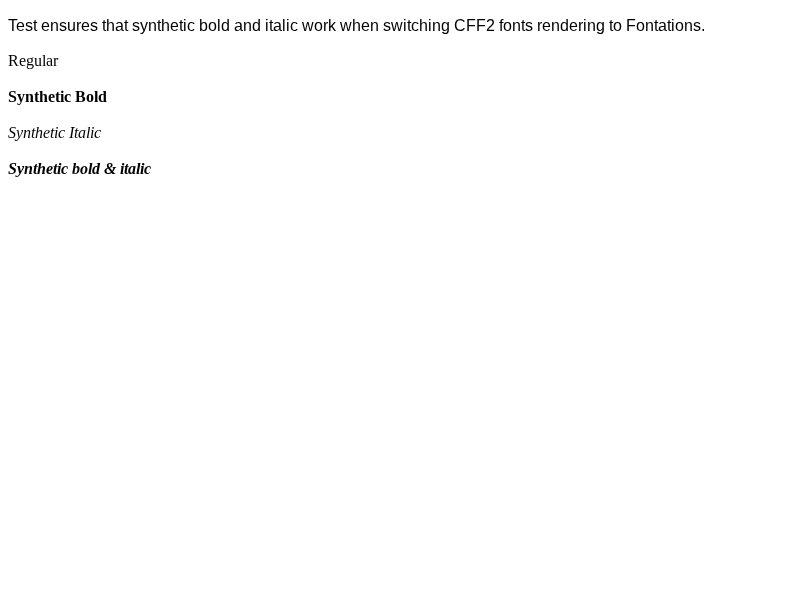 Test ensures that synthetic bold and italic work when switching CFF2 fonts rendering to Fontations.
Regular
Synthetic Bold
Synthetic Italic
Synthetic bold & italic